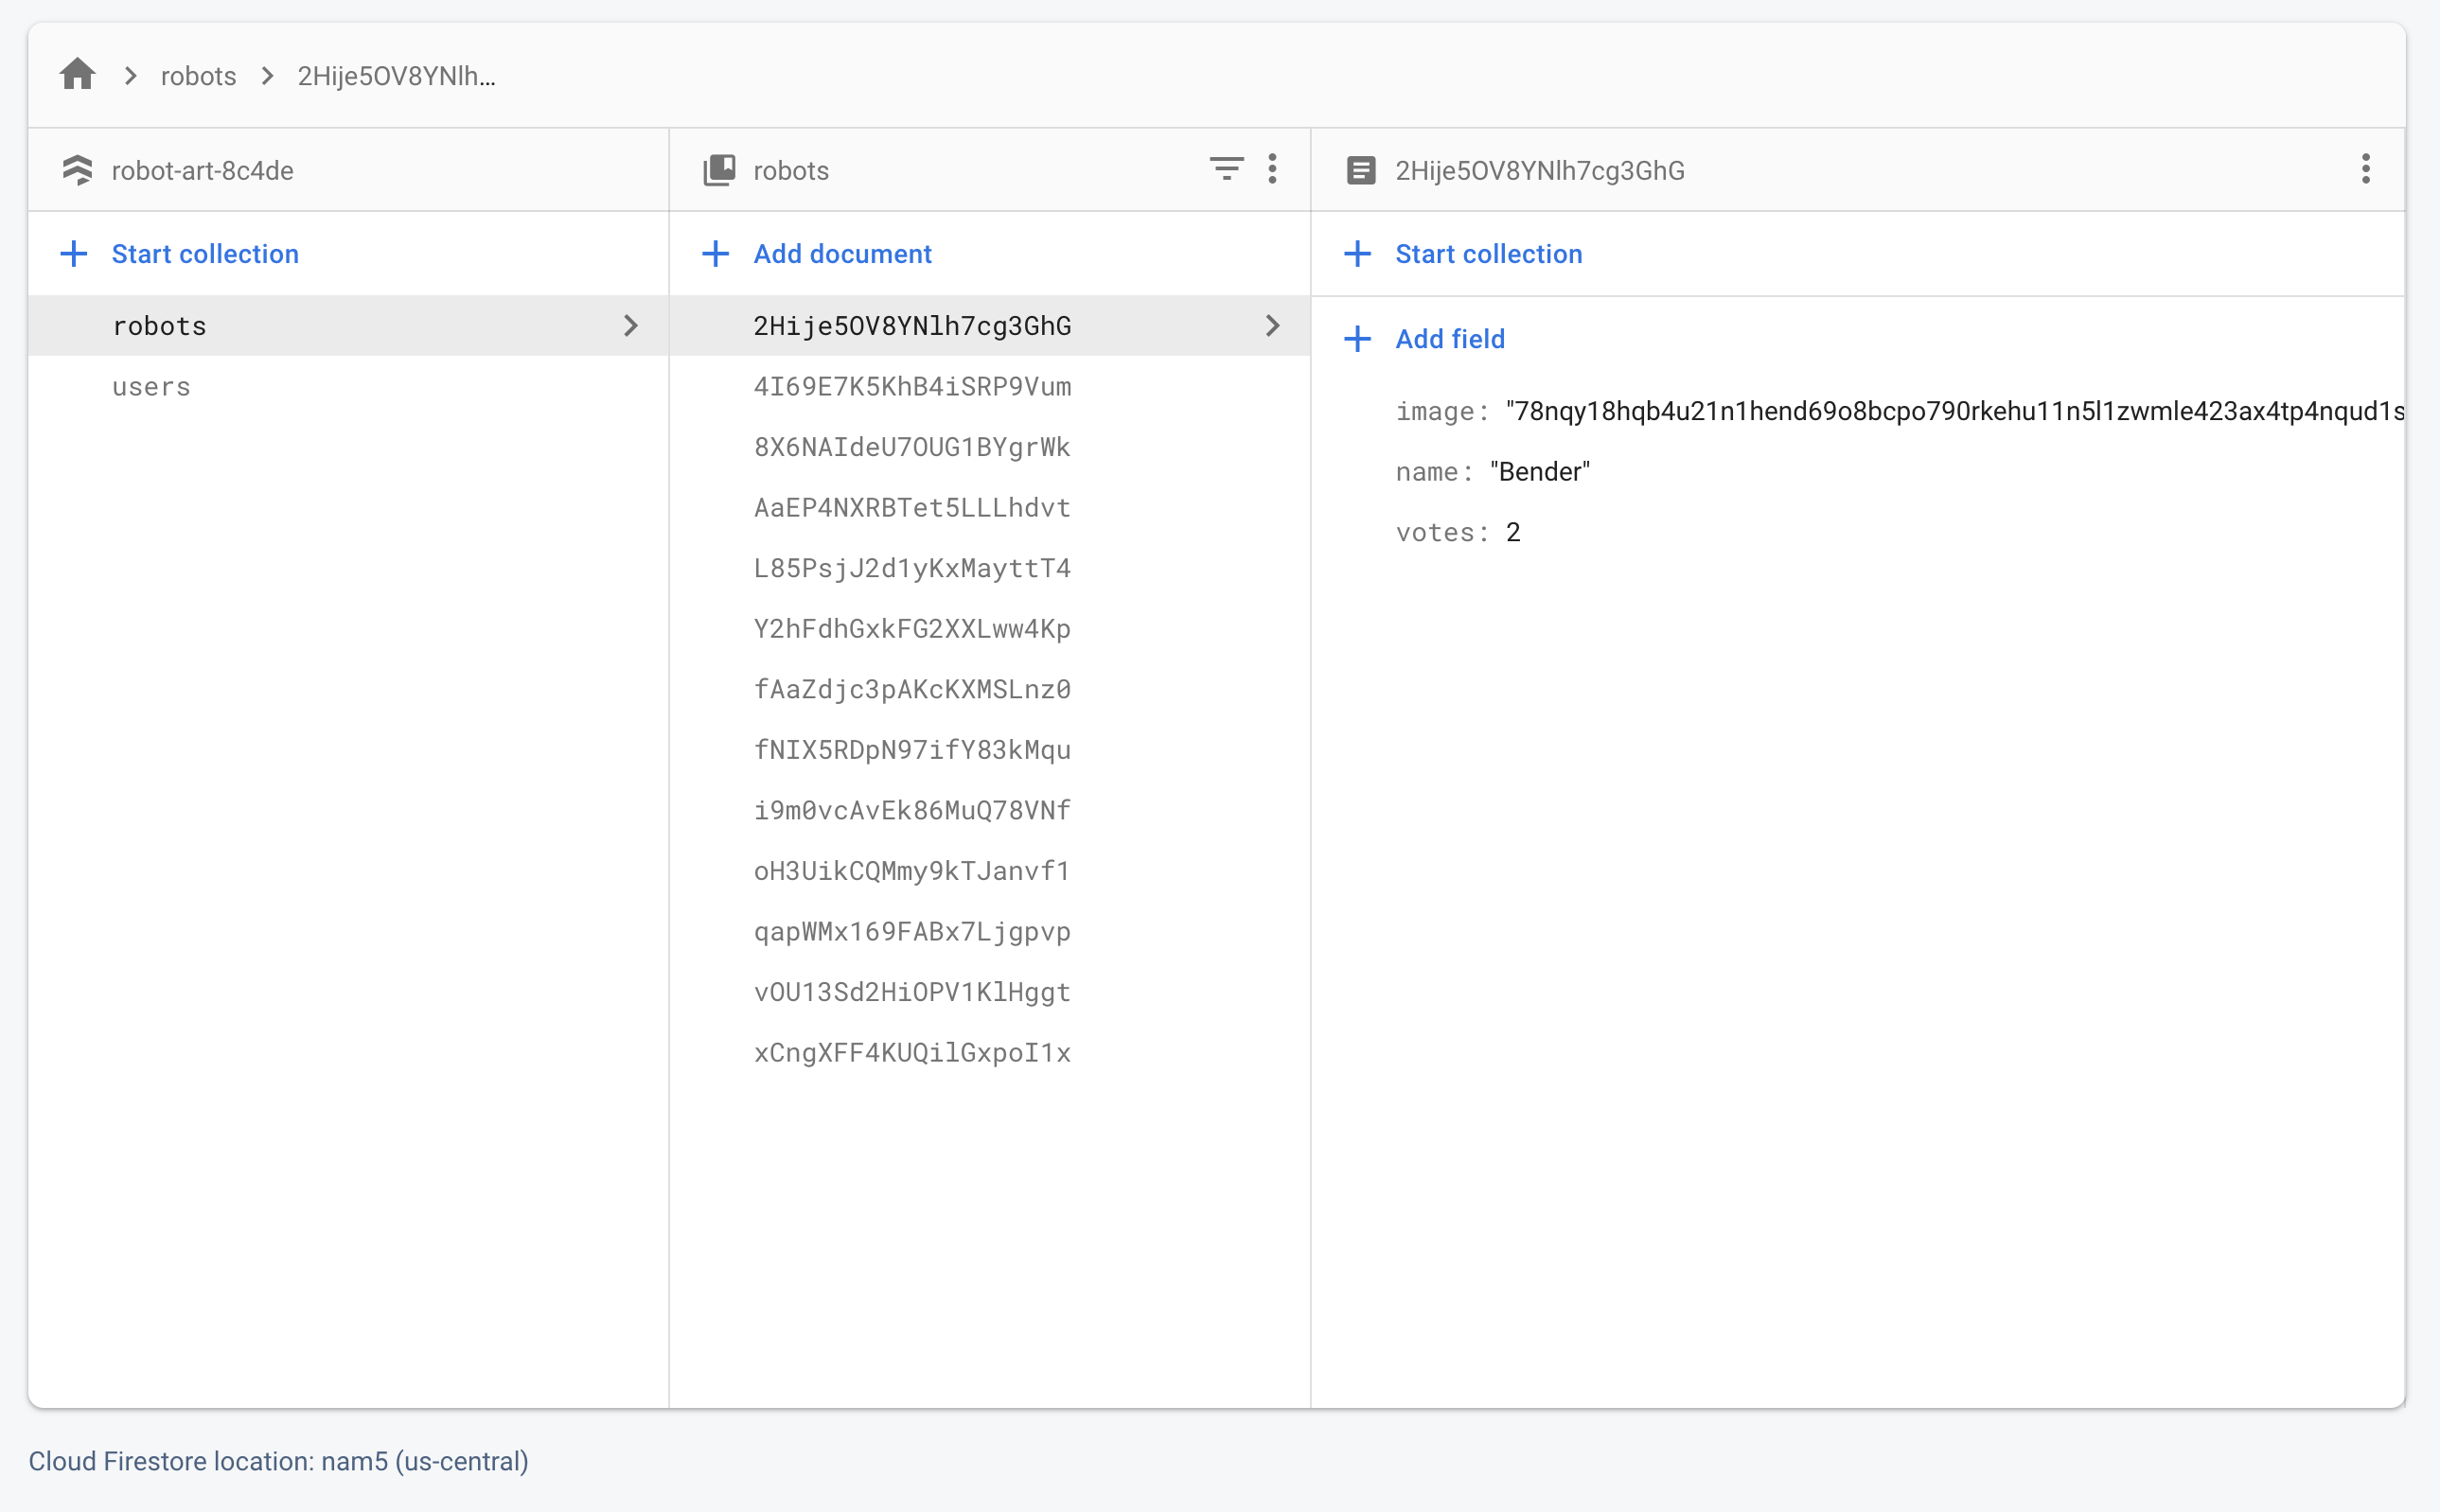 robots 2Hije5OV8YNlh...
robot-art-8c4de
robots
2Hije5OV8YNlh7cg3GhG
Start collection
Add document
Start collection
robots
users
2Hije5OV8YNlh7cg3GhG
4I69E7K5KhB4iSRP9Vum
8X6NAIdeU7OUG1BYgrWk
AaEP4NXRBTet5LLLhdvt
L85PsjJ2d1yKxMayttT4
Y2hFdhGxkFG2XXLww4Kp
fAaZdjc3pAKcKXMSLnz0
fNIX5RDpN97ifY83kMqu
i9m0vcAvEk86MuQ78VNf
oH3UikCQMmy9kTJanvf1
qapWMx169FABx7Ljgpvp
vOU13Sd2HiOPV1KlHggt
xCngXFF4KUQilGxpoI1x
Add field
image: "78nqy18hqb4u21n1hend69o8bcpo790rkehu11n5l1zwmle423ax4tp4nqud1s
name: "Bender"
votes: 2
Cloud Firestore location: nam5 (us-central)